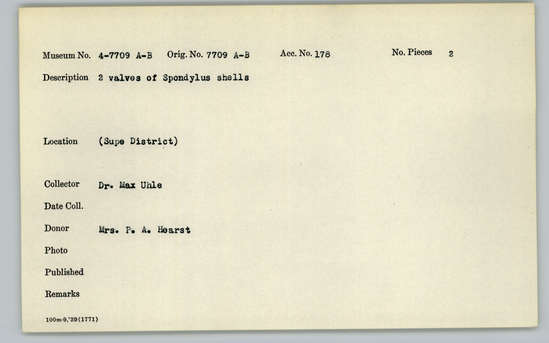 Museum No. 4-7709 A-B Orig. No. 7709 A-B Acc. No. 178 No. Pieces 2
Description 2 valves of Spondylus shells
Location (Supe District)
Collector Dr. Max Uhle
Date Coll.
Donor Mrs. P. A. Hearst
Photo
Published
Remarks
100m-9,'39(1771)